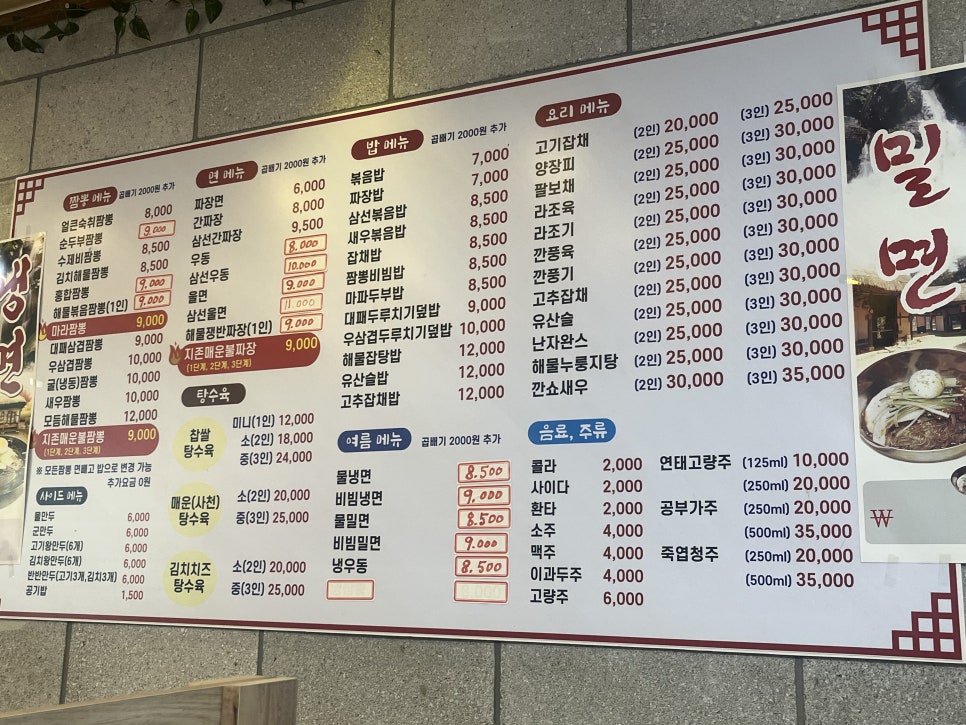 짬뽕 메뉴 곱빼기 2000원 추가
얼큰속취짬뽕 8,000
순두부짬뽕 9.000
수제비짬뽕 8,500
김치해물짬뽕 8,500
홍합짬뽕 9.000
해물볶음짬뽕(1인) 9.000
마라짬뽕 9,000
대패삼겹짬뽕 9,000
우삼겹짬뽕 10,000
굴(냉동)짬뽕 10,000
새우짬뽕 10,000
모듬해물짬뽕 12,000
지존매운불짬뽕 9,000
(1단계, 2단계, 3단계)
※ 모든짬뽕 면빼고 밥으로 변경 가능
추가요금 0원
사이드 메뉴
물만두 6,000
군만두 6,000
고기왕만두(6개) 6,000
김치왕만두(6개) 6,000
반반만두(고기3개,김치3개) 6,000
공기밥 1,500
면 메뉴 곱빼기 2000원 추가
짜장면 6,000
간짜장 8,000
삼선간짜장 9,500
우동 8.000
삼선우동 10.000
울면 9.000
삼선울면 11.000
해물쟁반짜장(1인) 9.000
지존매운불짜장 9,000
(1단계, 2단계, 3단계)
탕수육
찹쌀 탕수육
미니(1인) 12,000
소(2인) 18,000
중(3인) 24,000
매운(사천) 탕수육
소(2인) 20,000
중(3인) 25,000
김치치즈 탕수육
소(2인) 20,000
중(3인) 25,000
밥 메뉴 곱빼기 2000원 추가
볶음밥 7,000
짜장밥 7,000
삼선볶음밥 8,500
새우볶음밥 8,500
잡채밥 8,500
짬뽕비빔밥 8,500
마파두부밥 8,500
대패두루치기덮밥 9,000
우삼겹두루치기덮밥 10,000
해물잡탕밥 12,000
유산슬밥 12,000
고추잡채밥 12,000
여름 메뉴 곱빼기 2000원 추가
물냉면 8.500
비빔냉면 9.000
물밀면 8.500
비빔밀면 9.000
냉우동 8.500
요리 메뉴
고기잡채 (2인) 20,000 (3인) 25,000
양장피 (2인) 25,000 (3인) 30,000
팔보채 (2인) 25,000 (3인) 30,000
라조육 (2인) 25,000 (3인) 30,000
라조기 (2인) 25,000 (3인) 30,000
깐풍육 (2인) 25,000 (3인) 30,000
깐풍기 (2인) 25,000 (3인) 30,000
고추잡채 (2인) 25,000 (3인) 30,000
유산슬 (2인) 25,000 (3인) 30,000
난자완스 (2인) 25,000 (3인) 30,000
해물누룽지탕 (2인) 25,000 (3인) 30,000
깐쇼새우 (2인) 30,000 (3인) 35,000
음료, 주류
콜라 2,000
사이다 2,000
환타 2,000
소주 4,000
맥주 4,000
이과두주 4,000
고량주 6,000
연태고량주 (125ml) 10,000
(250ml) 20,000
공부가주 (250ml) 20,000
(500ml) 35,000
죽엽청주 (250ml) 20,000
(500ml) 35,000
밀면
₩